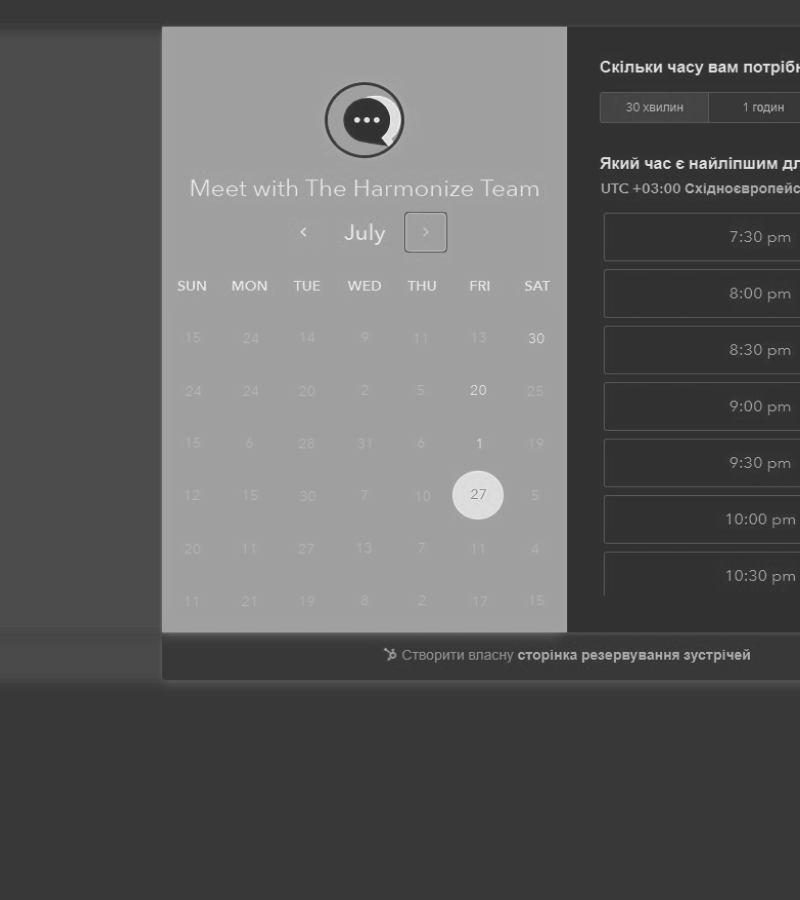 Meet with The Harmonize Team
July
SUN MON TUE WED THU FRI SAT
15 24 14 9 11 13 30
24 24 20 2 5 20 25
15 6 28 31 6 1 19
12 15 30 7 10 27 5
20 11 27 13 7 11 4
11 21 19 8 2 17 15
Скільки часу вам
30 хвилин 1 годин
Який час є найліпшим
UTC +03:00
7:30 pm
8:00 pm
8:30 pm
9:00 pm
9:30 pm
10:00 pm
10:30 pm
Створити власну сторінка резервування зустрічей